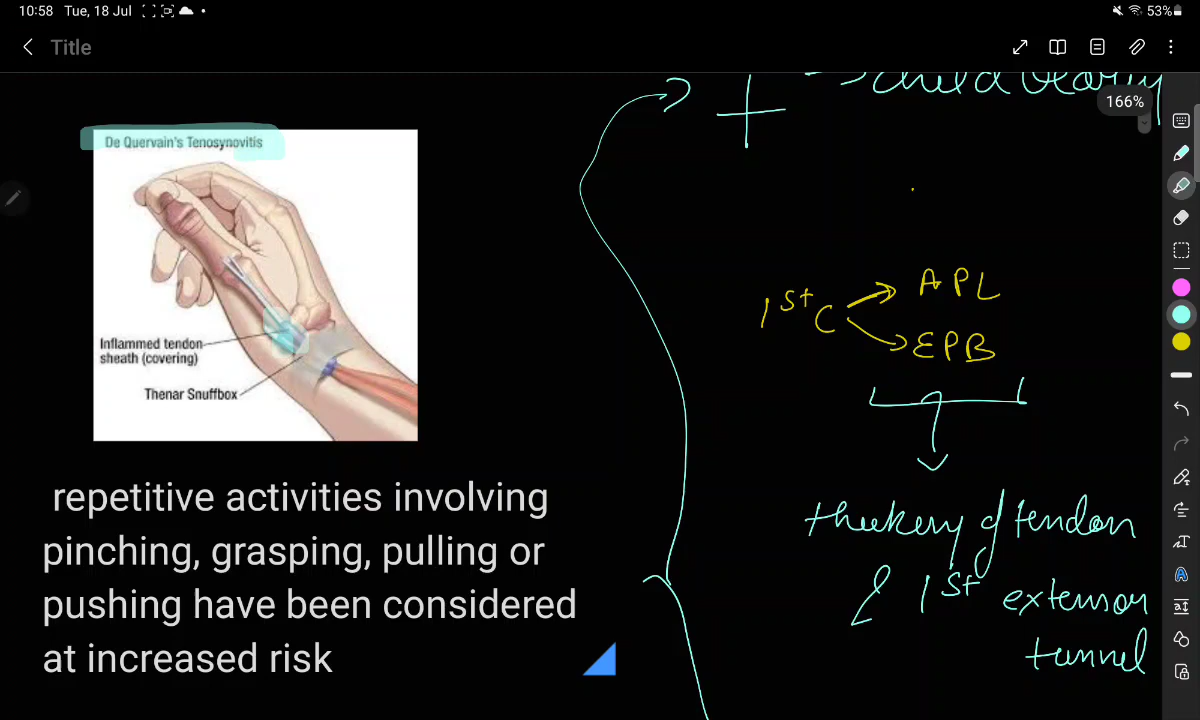 10:58 Tue, 18 Jul
53%
Title
166%
De Quervain's Tenosynovitis
Inflammed tendon
sheath (covering)
Thenar Snuffbox
repetitive activities involving
pinching, grasping, pulling or
pushing have been considered
at increased risk
child
1st C
APL
EPB
of tendon
& 1st extensor
tunnel